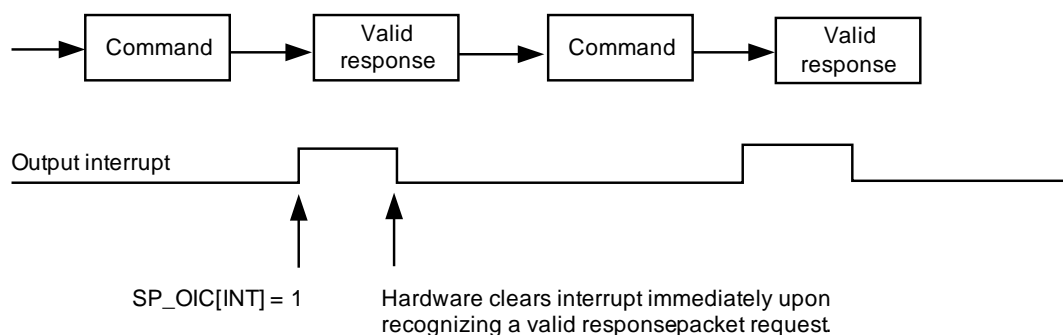 Command
Valid
response
Command
Valid
response
Output interrupt
SP_OIC[INT] = 1
Hardware clears interrupt immediately upon
recognizing a valid responsepacket request.